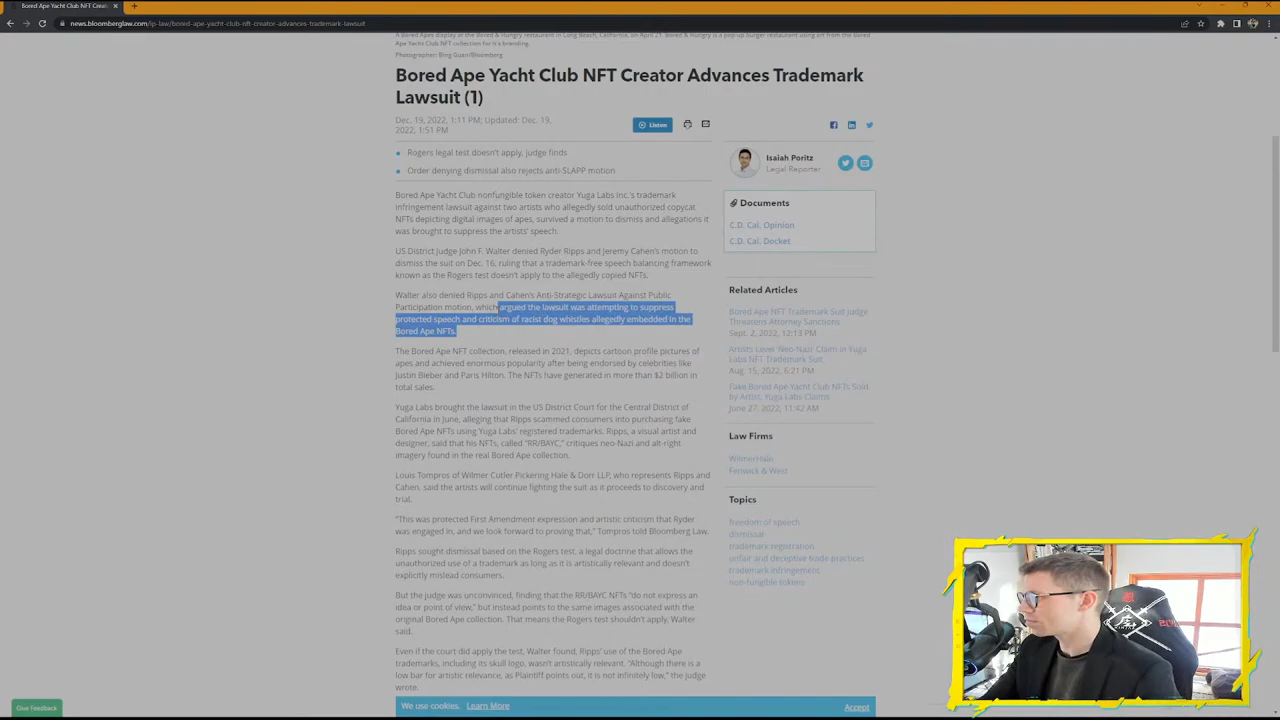 Bored Ape Yacht Club NFT Creat
news.bloomberglaw.com/ip-law/bored-ape-yacht-club-nft-creator-advances-trademark-lawsuit
A Bored Apes display at the Bored & Hungry restaurant in Long Beach, California, on April 21. Bored & Hungry is a pop up burger restaurant using art from the Bored
Ape Yacht Club NFT collection for it's branding.
Photographer: Bing Guan/Bloomberg
Bored Ape Yacht Club NFT Creator Advances Trademark
Lawsuit (1)
Dec. 19, 2022, 1:11 PM; Updated: Dec. 19,
2022, 1:51 PM
Listen
Rogers legal test doesn't apply, judge finds
Order denying dismissal also rejects anti-SLAPP motion
Bored Ape Yacht Club nonfungible token creator Yuga Labs Inc.'s trademark
infringement lawsuit against two artists who allegedly sold unauthorized copycat
NFTs depicting digital images of apes, survived a motion to dismiss and allegations it
was brought to suppress the artists' speech.
US District Judge John F. Walter denied Ryder Ripps and Jeremy Cahen's motion to
dismiss the suit on Dec. 16, ruling that a trademark-free speech balancing framework
known as the Rogers test doesn't apply to the allegedly copied NFTs.
Walter also denied Ripps and Cahen's Anti-Strategic Lawsuit Against Public
Participation motion, which argued the lawsuit was attempting to suppress
protected speech and criticism of racist dog whistles allegedly embedded in the
Bored Ape NFTs.
The Bored Ape NFT collection, released in 2021, depicts cartoon profile pictures of
apes and achieved enormous popularity after being endorsed by celebrities like
Justin Bieber and Paris Hilton. The NFTs have generated in more than $2 billion in
total sales.
Yuga Labs brought the lawsuit in the US District Court for the Central District of
California in June, alleging that Ripps scammed consumers into purchasing fake
Bored Ape NFTs using Yuga Labs' registered trademarks. Ripps, a visual artist and
designer, said that his NFTs, called "RR/BAYC," critiques neo-Nazi and alt-right
imagery found in the real Bored Ape collection.
Louis Tompros of Wilmer Cutler Pickering Hale & Dorr LLP, who represents Ripps and
Cahen, said the artists will continue fighting the suit as it proceeds to discovery and
trial.
"This was protected First Amendment expression and artistic criticism that Ryder
was engaged in, and we look forward to proving that," Tompros told Bloomberg Law.
Ripps sought dismissal based on the Rogers test, a legal doctrine that allows the
unauthorized use of a trademark as long as it is artistically relevant and doesn't
explicitly mislead consumers.
But the judge was unconvinced, finding that the RR/BAYC NFTs "do not express an
idea or point of view," but instead points to the same images associated with the
original Bored Ape collection. That means the Rogers test shouldn't apply, Walter
said.
Even if the court did apply the test, Walter found, Ripps' use of the Bored Ape
trademarks, including its skull logo, wasn't artistically relevant. "Although there is a
low bar for artistic relevance, as Plaintiff points out, it is not infinitely low," the judge
wrote.
Isaiah Poritz
Legal Reporter
Documents
C.D. Cal, Opinion
C.D. Cal, Docket
Related Articles
Bored Ape NFT Trademark Suit Judge
Threatens Attorney Sanctions
Sept. 2, 2022, 12:13 PM
Artists Level 'Neo-Nazi' Claim in Yuga
Labs NFT Trademark Suit
Aug. 15, 2022, 6:21 PM
Fake Bored Ape Yacht Club NFTs Sold
by Artist, Yuga Labs Claims
June 27, 2022, 11:42 AM
Law Firms
WilmerHale
Fenwick & West
Topics
freedom of speech
dismissal
trademark registration
unfair and deceptive trade practices
trademark infringement
non-fungible tokens
We use cookies. Learn More
Accept
Give Feedback